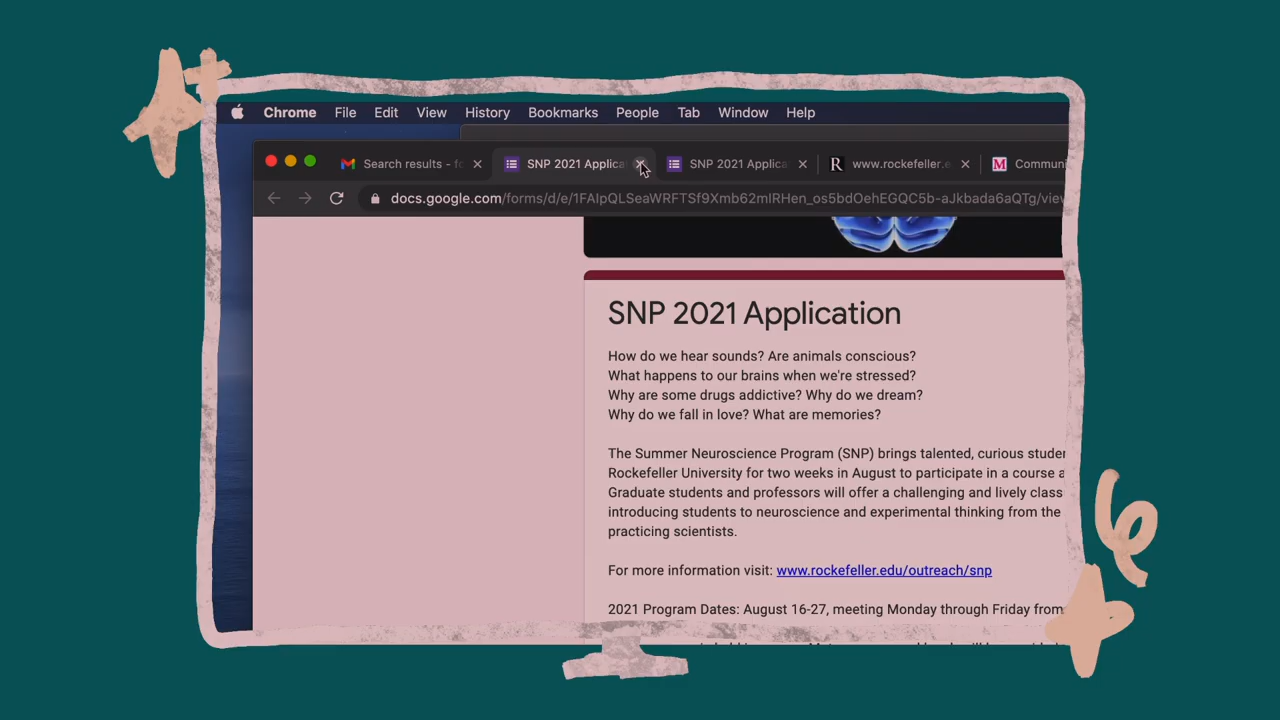 Chrome File Edit View History Bookmarks People Tab Window Help
Search results - fo SNP 2021 Applicat SNP 2021 Applica www.rockefeller.e Communi
docs.google.com/forms/d/e/1FAIpQLSeaWRFTSf9Xmb62mIRHen_os5bdOehEGQC5b-aJkbada6aQTg/view
SNP 2021 Application
How do we hear sounds? Are animals conscious?
What happens to our brains when we're stressed?
Why are some drugs addictive? Why do we dream?
Why do we fall in love? What are memories?
The Summer Neuroscience Program (SNP) brings talented, curious studen
Rockefeller University for two weeks in August to participate in a course a
Graduate students and professors will offer a challenging and lively class
introducing students to neuroscience and experimental thinking from the
practicing scientists.
For more information visit: www.rockefeller.edu/outreach/snp
2021 Program Dates: August 16-27, meeting Monday through Friday from